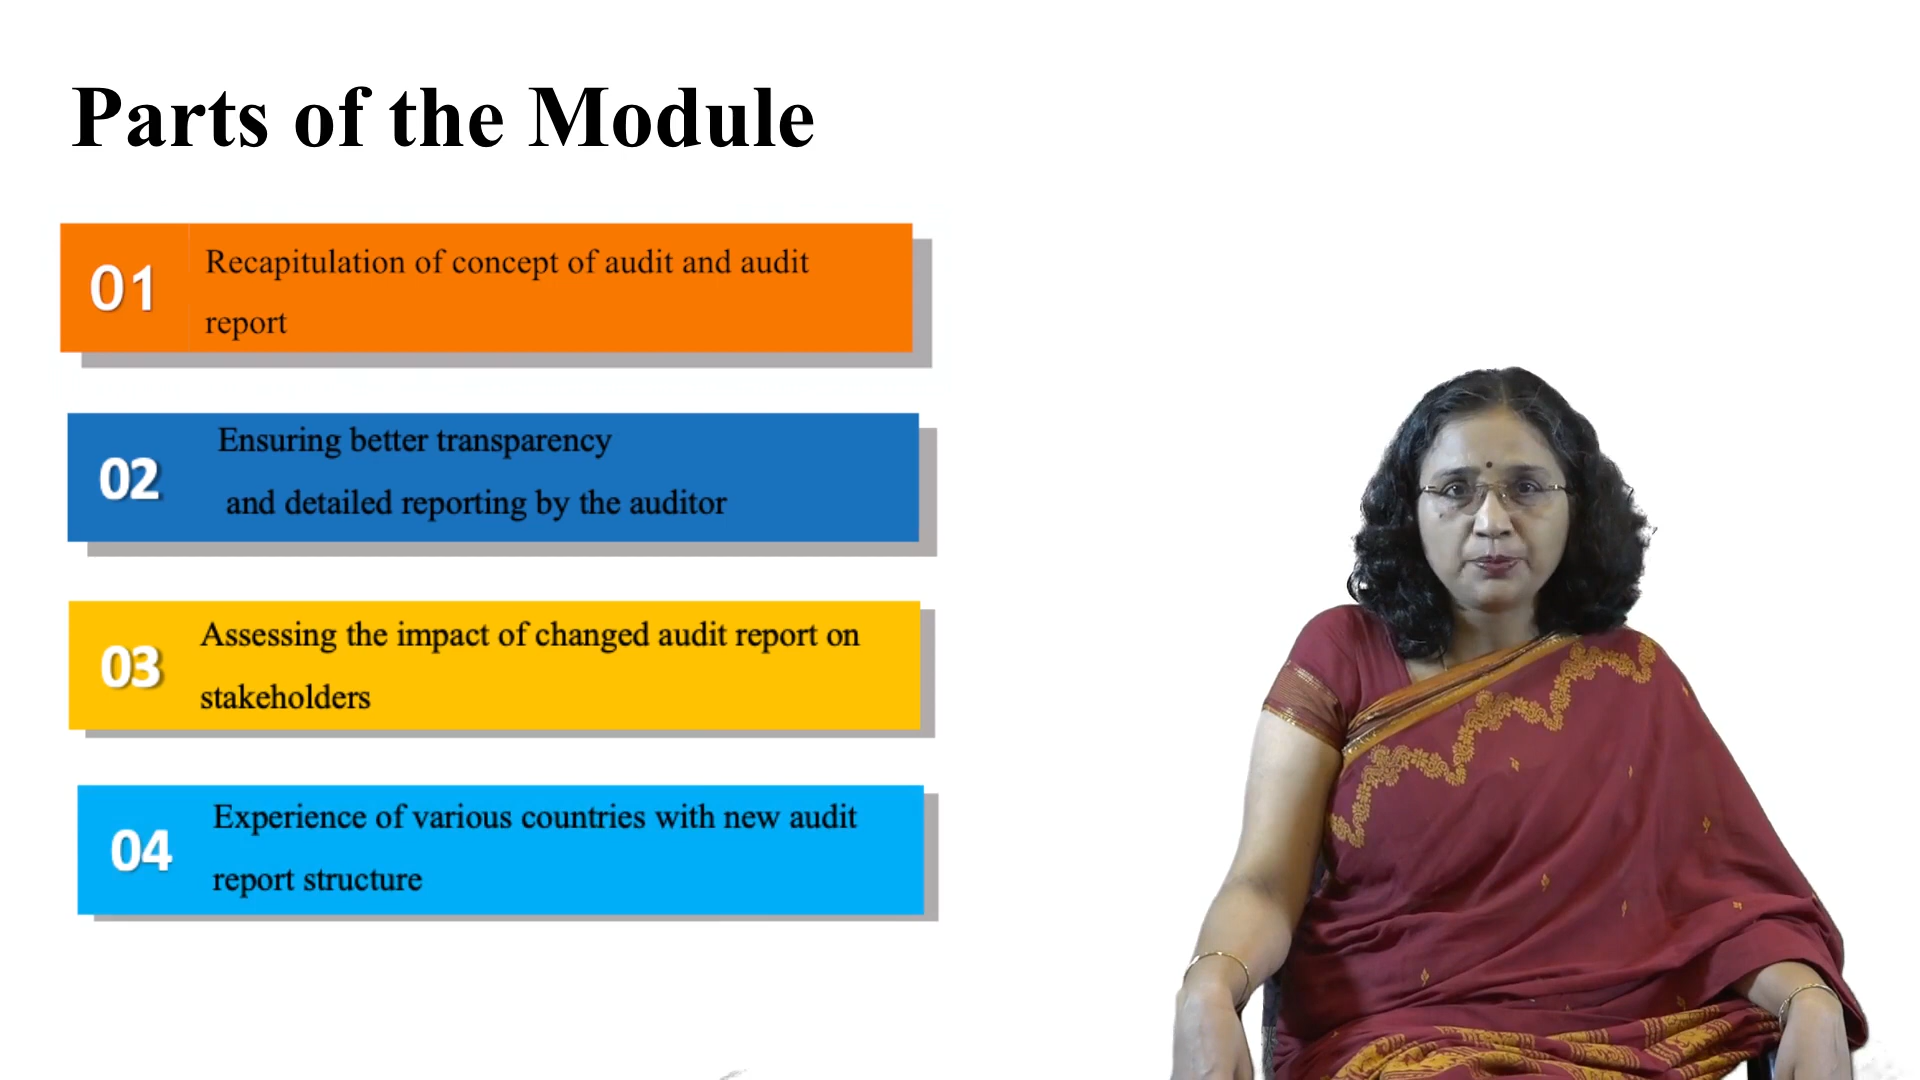 Parts of the Module
01
Recapitulation of concept of audit and audit
report
02
Ensuring better transparency
and detailed reporting by the auditor
03
Assessing the impact of changed audit report on
stakeholders
04
Experience of various countries with new audit
report structure